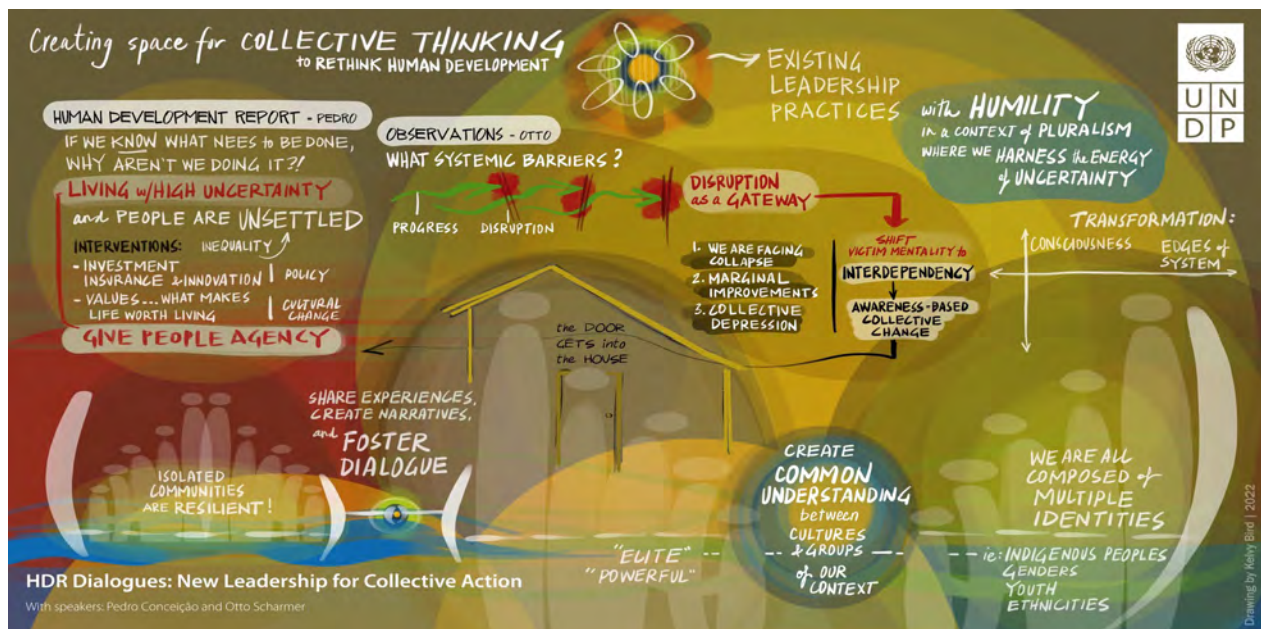 Creating space for COLLECTIVE THINKING
to RETHINK HUMAN DEVELOPMENT
EXISTING
LEADERSHIP
PRACTICES
with HUMILITY
in a CONTEXT of PLURALISM
WHERE WE HARNESS the ENERGY
of UNCERTAINTY
U N
D P
HUMAN DEVELOPMENT REPORT - PEDRO
IF WE KNOW WHAT NEES to BE DONE,
WHY AREN'T WE DOING IT?!
LIVING w/HIGH UNCERTAINTY
and PEOPLE ARE UNSETTLED
INTERVENTIONS: INEQUALITY
- INVESTMENT
INSURANCE & INNOVATION
POLICY
- VALUES... WHAT MAKES
LIFE WORTH LIVING
CULTURAL
CHANGE
GIVE PEOPLE AGENCY
OBSERVATIONS - OTTO
WHAT SYSTEMIC BARRIERS?
PROGRESS DISRUPTION
DISRUPTION
as a GATEWAY
1. WE ARE FACING
COLLAPSE
2. MARGINAL
IMPROVEMENTS
3. COLLECTIVE
DEPRESSION
SHIFT
VICTIM MENTALITY to
INTERDEPENDENCY
AWARENESS-BASED
COLLECTIVE
CHANGE
TRANSFORMATION:
CONSCIOUSNESS
EDGES of
SYSTEM
the DOOR
GETS into
the HOUSE
SHARE EXPERIENCES,
CREATE NARRATIVES,
and FOSTER
DIALOGUE
ISOLATED
COMMUNITIES
ARE RESILIENT!
"ELITE"
"POWERFUL"
CREATE
COMMON
UNDERSTANDING
between
CULTURES
& GROUPS
of OUR
CONTEXT
WE ARE ALL
COMPOSED of
MULTIPLE
IDENTITIES
ie: INDIGENOUS PEOPLES
GENDERS
YOUTH
ETHNICITIES
HDR Dialogues: New Leadership for Collective Action
With speakers: Pedro Conceição and Otto Scharmer
Drawing by Kelvy Bird | 2022